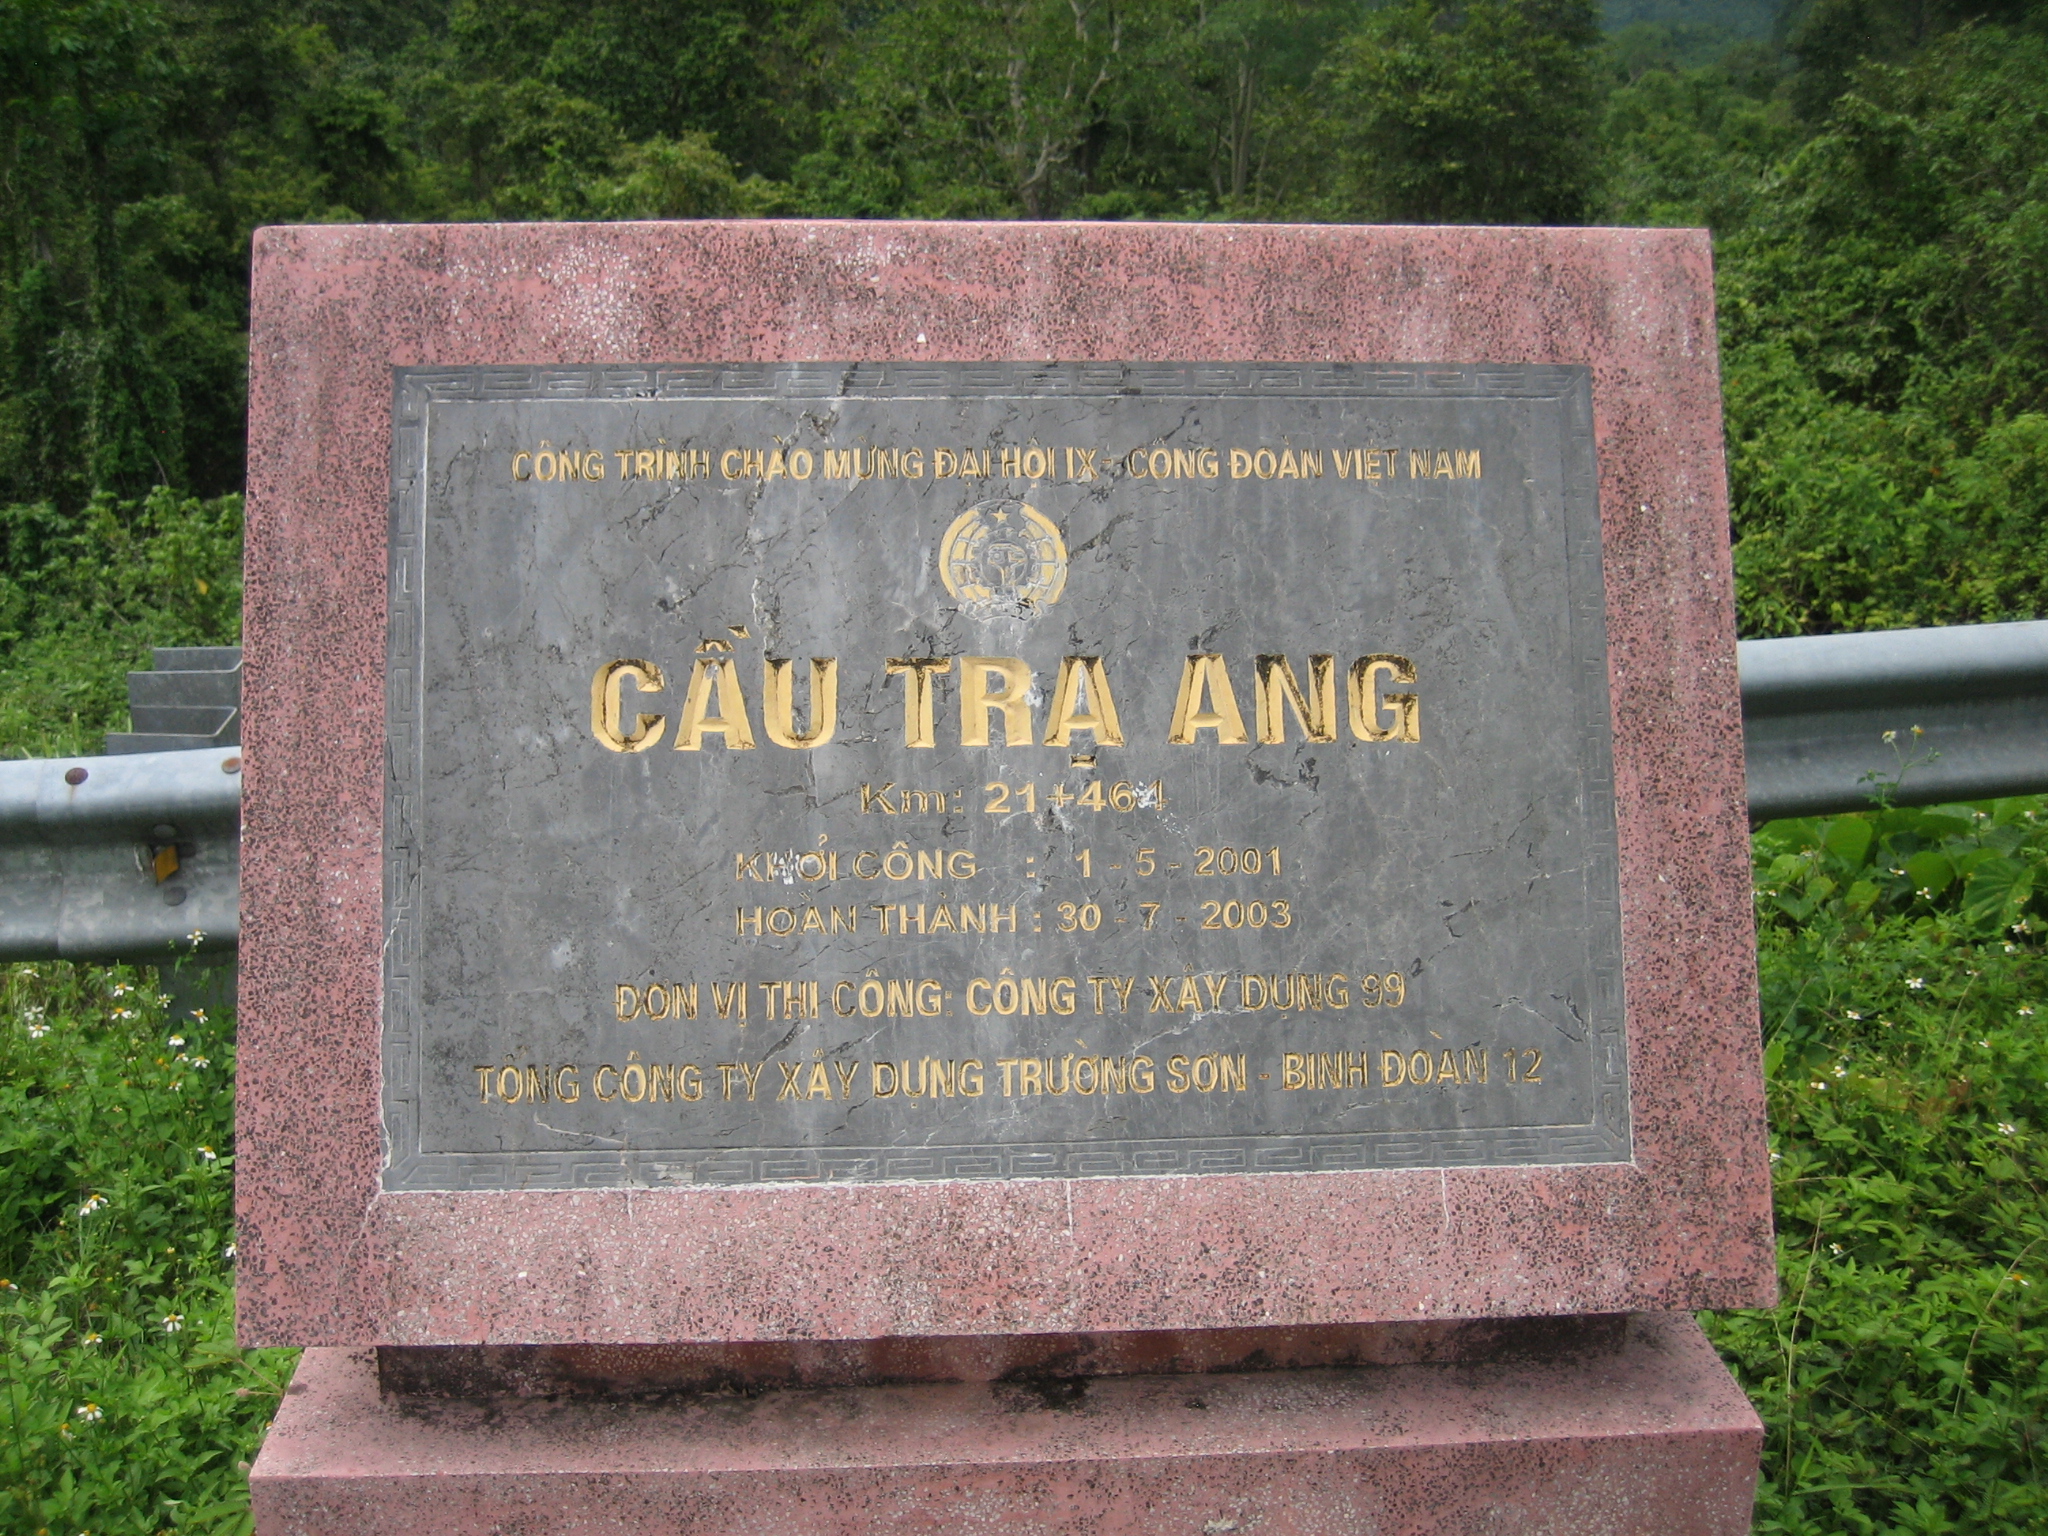 CÔNG TRÌNH CHÀO MỪNG ĐẠI HỘI IX - CÔNG ĐOÀN VIỆT NAM
CẦU TRẠ ANG
Km: 21+464
KHỞI CÔNG : 1 - 5 - 2001
HOÀN THÀNH : 30 - 7 - 2003
ĐƠN VỊ THI CÔNG: CÔNG TY XÂY DỰNG 99
TỔNG CÔNG TY XÂY DỰNG TRƯỜNG SƠN - BINH ĐOÀN 12